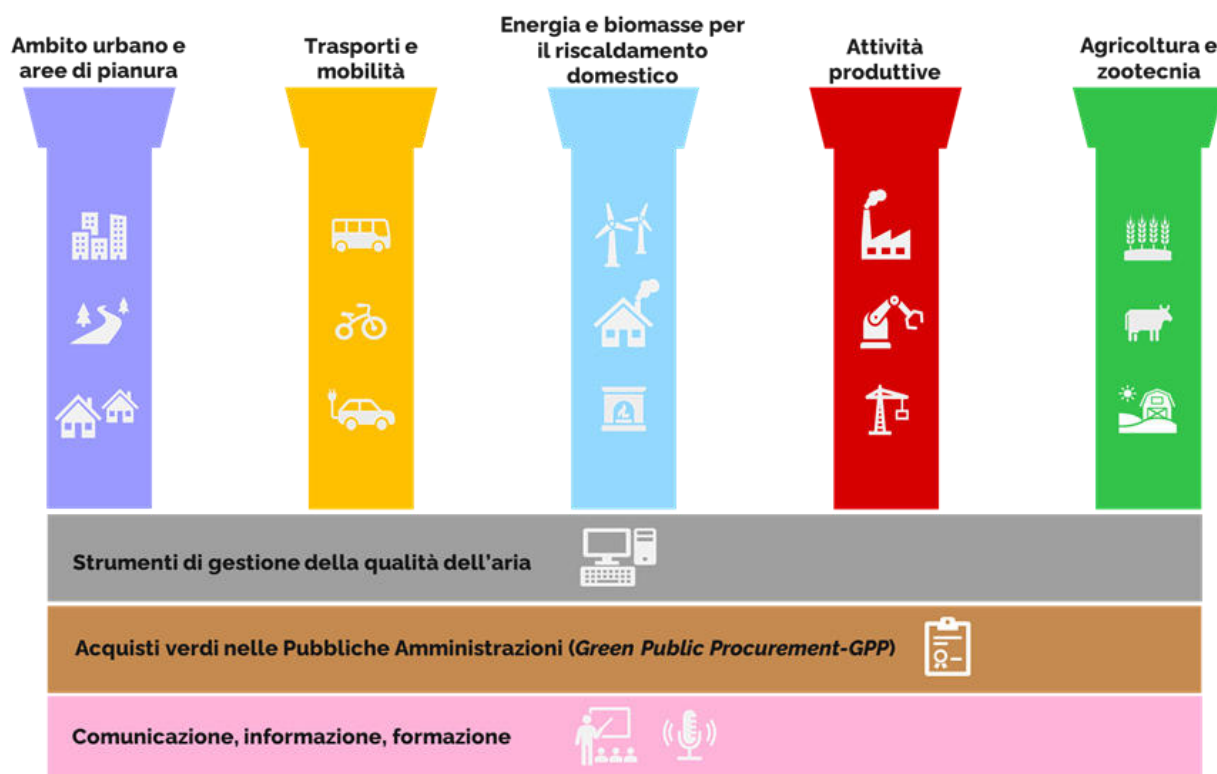 Ambito urbano e
aree di pianura
Trasporti e
mobilità
Energia e biomasse per
il riscaldamento
domestico
Attività
produttive
Agricoltura e
zootecnia
Strumenti di gestione della qualità dell'aria
Acquisti verdi nelle Pubbliche Amministrazioni (Green Public Procurement-GPP)
Comunicazione, informazione, formazione